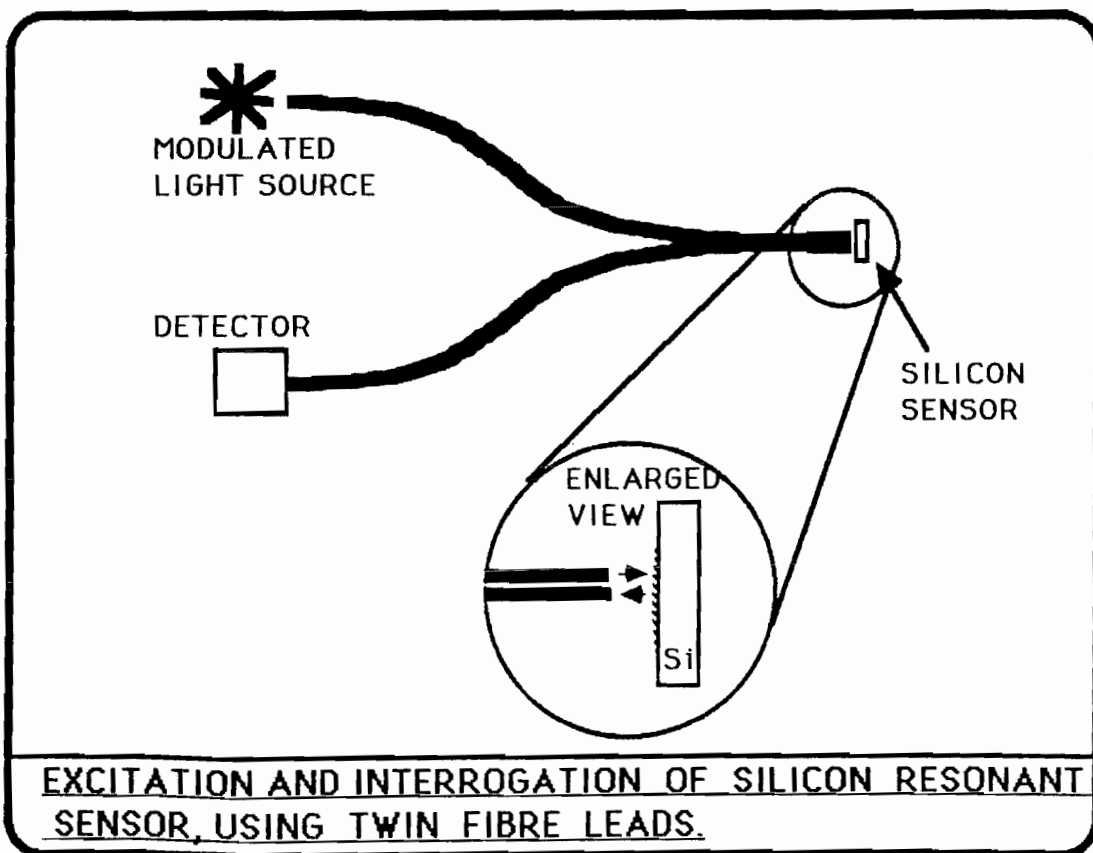 MODULATED
LIGHT SOURCE
DETECTOR
SILICON
SENSOR
ENLARGED
VIEW
Si
EXCITATION AND INTERROGATION OF SILICON RESONANT
SENSOR, USING TWIN FIBRE LEADS.